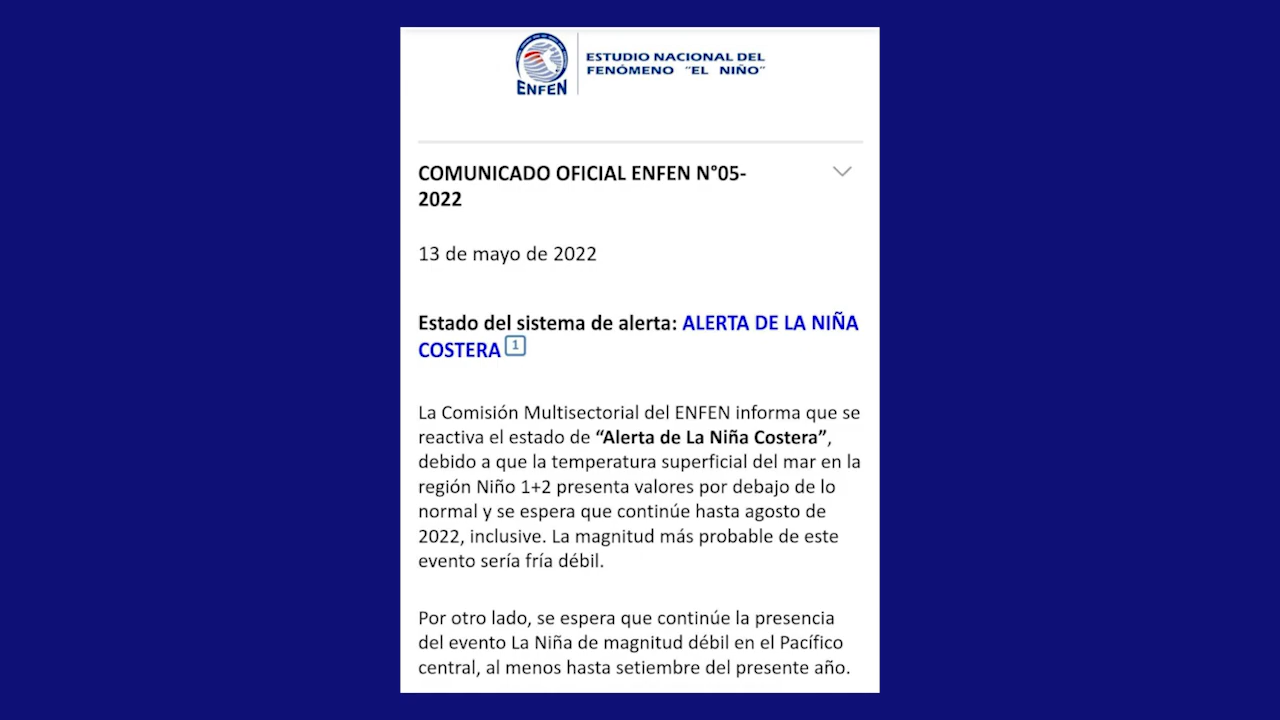 ENFEN
ESTUDIO NACIONAL DEL
FENÓMENO "EL NIÑO"
COMUNICADO OFICIAL ENFEN N°05-
2022
13 de mayo de 2022
Estado del sistema de alerta: ALERTA DE LA NIÑA
COSTERA 1
La Comisión Multisectorial del ENFEN informa que se
reactiva el estado de “Alerta de La Niña Costera”,
debido a que la temperatura superficial del mar en la
región Niño 1+2 presenta valores por debajo de lo
normal y se espera que continúe hasta agosto de
2022, inclusive. La magnitud más probable de este
evento sería fría débil.
Por otro lado, se espera que continúe la presencia
del evento La Niña de magnitud débil en el Pacífico
central, al menos hasta setiembre del presente año.